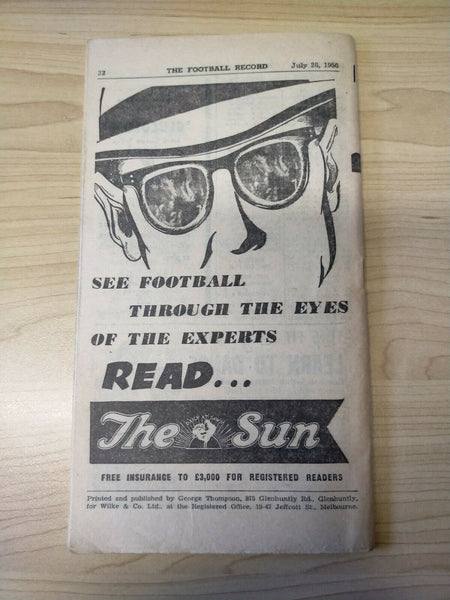 32 THE FOOTBALL RECORD July 28, 1956
SEE FOOTBALL
THROUGH THE EYES
OF THE EXPERTS
READ...
The Sun
FREE INSURANCE TO £3,000 FOR REGISTERED READERS
Printed and published by George Thompson, 875 Glenhuntly Rd., Glenhuntly,
for Wilke & Co. Ltd., at the Registered Office, 19-47 Jeffcott St., Melbourne.